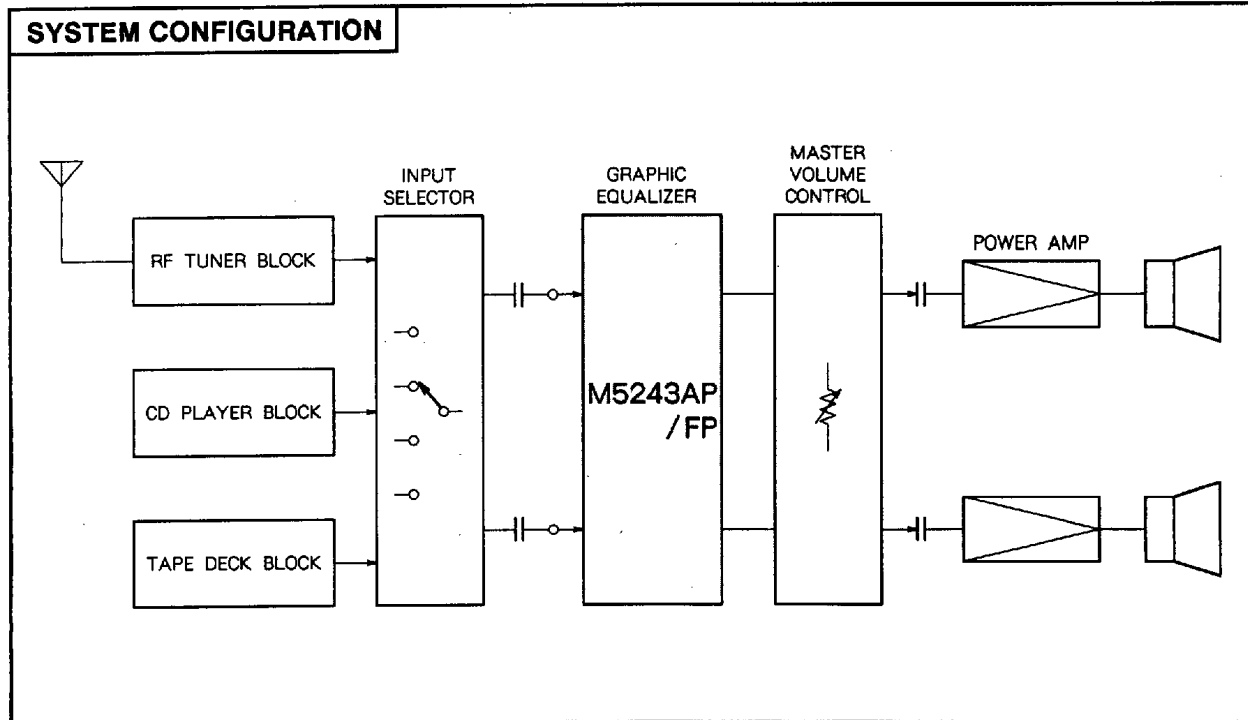 SYSTEM CONFIGURATION
INPUT
SELECTOR
GRAPHIC
EQUALIZER
MASTER
VOLUME
CONTROL
POWER AMP
RF TUNER BLOCK
CD PLAYER BLOCK
TAPE DECK BLOCK
M5243AP
/FP